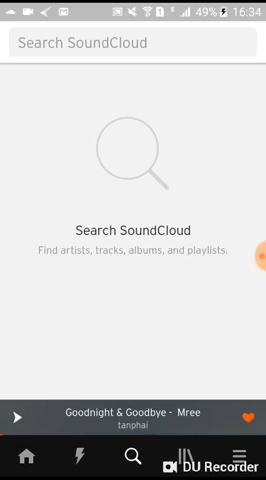 49% 16:34
Search SoundCloud
Search SoundCloud
Find artists, tracks, albums, and playlists.
Goodnight & Goodbye - Mree
tanphai
DU Recorder